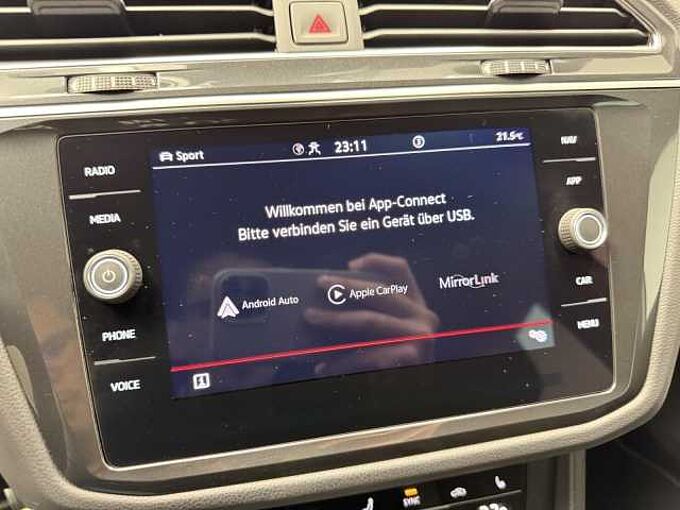 Sport
23:11
21.5°C
Willkommen bei App-Connect
Bitte verbinden Sie ein Gerät über USB.
Android Auto
Apple CarPlay
MirrorLink
RADIO
MEDIA
PHONE
VOICE
NAV
APP
CAR
MENU
SYNC